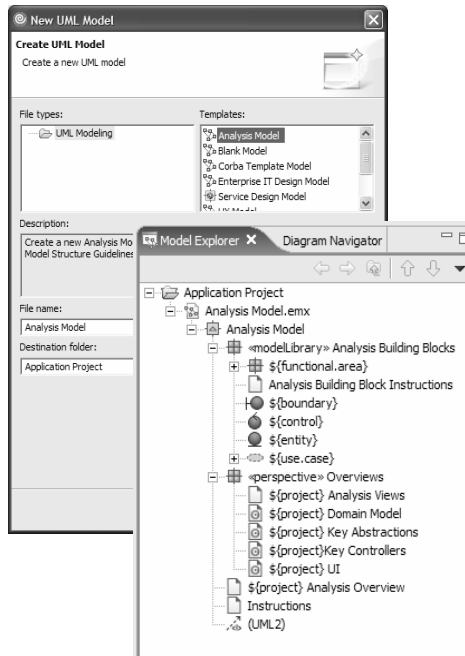 New UML Model
Create UML Model
Create a new UML model
File types:
UML Modeling
Templates:
Analysis Model
Blank Model
Corba Template Model
Enterprise IT Design Model
Service Design Model
UX Model
Description:
Create a new Analysis Mo
Model Structure Guidelines
File name:
Analysis Model
Destination folder:
Application Project
Model Explorer
Diagram Navigator
Application Project
Analysis Model.emx
Analysis Model
«modelLibrary» Analysis Building Blocks
${functional.area}
Analysis Building Block Instructions
${boundary}
${control}
${entity}
${use.case}
«perspective» Overviews
${project} Analysis Views
${project} Domain Model
${project} Key Abstractions
${project}Key Controllers
${project} UI
${project} Analysis Overview
Instructions
(UML2)